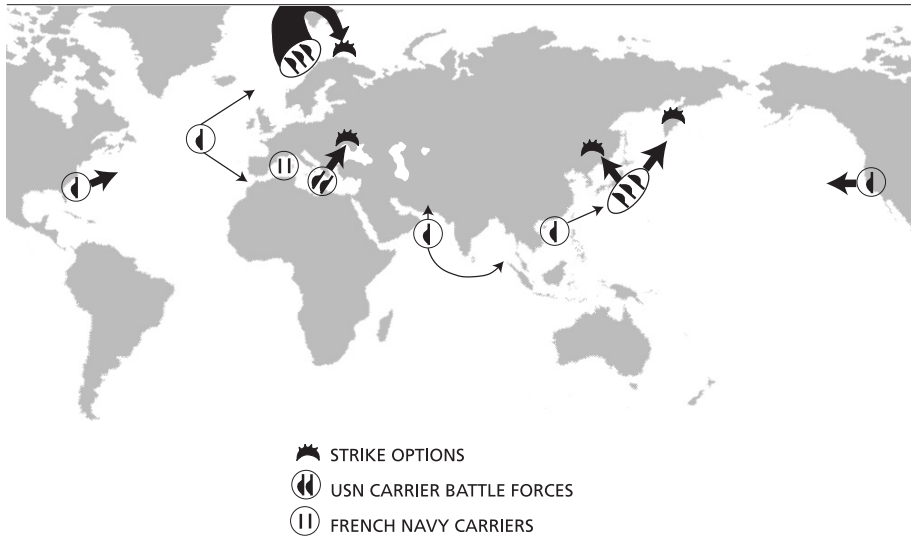 STRIKE OPTIONS
USN CARRIER BATTLE FORCES
FRENCH NAVY CARRIERS